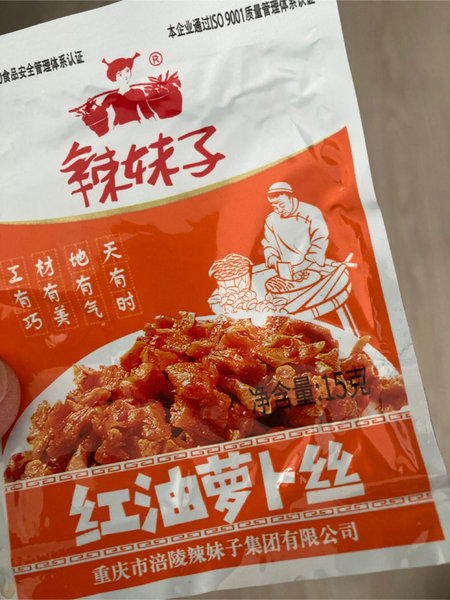 食品安全管理体系认证
本企业通过ISO 9001质量管理体系认证
®
辣妹子
天有时
地有气
材有美
工有巧
净含量:15克
红油萝卜丝
重庆市涪陵辣妹子集团有限公司